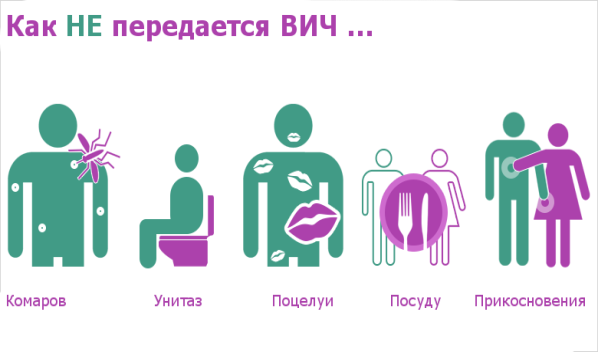 Как НЕ передается ВИЧ ...
Комаров Унитаз Поцелуи Посуду Прикосновения